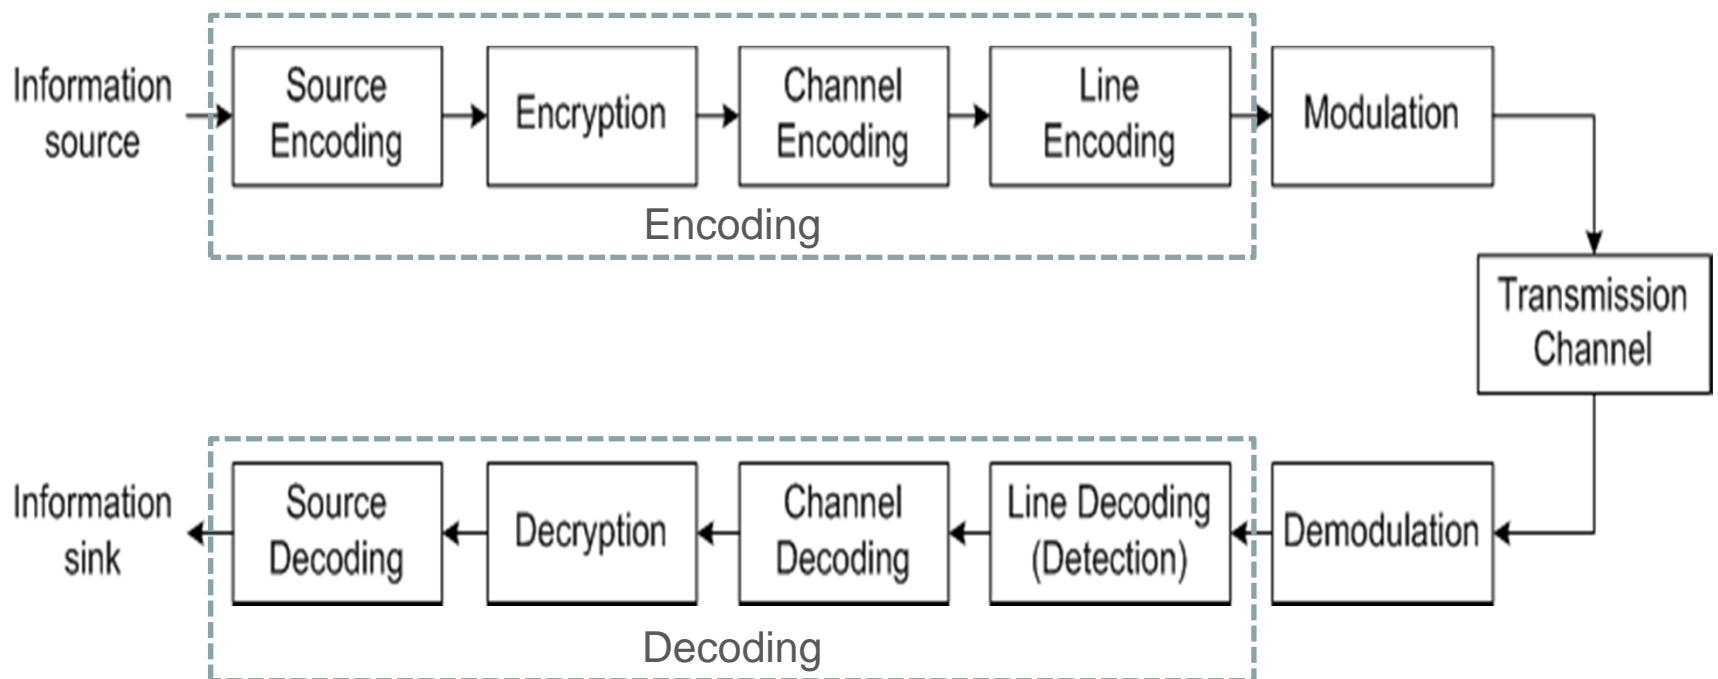 Information
source
Source
Encoding
Encryption
Channel
Encoding
Line
Encoding
Modulation
Encoding
Transmission
Channel
Information
sink
Source
Decoding
Decryption
Channel
Decoding
Line Decoding
(Detection)
Demodulation
Decoding